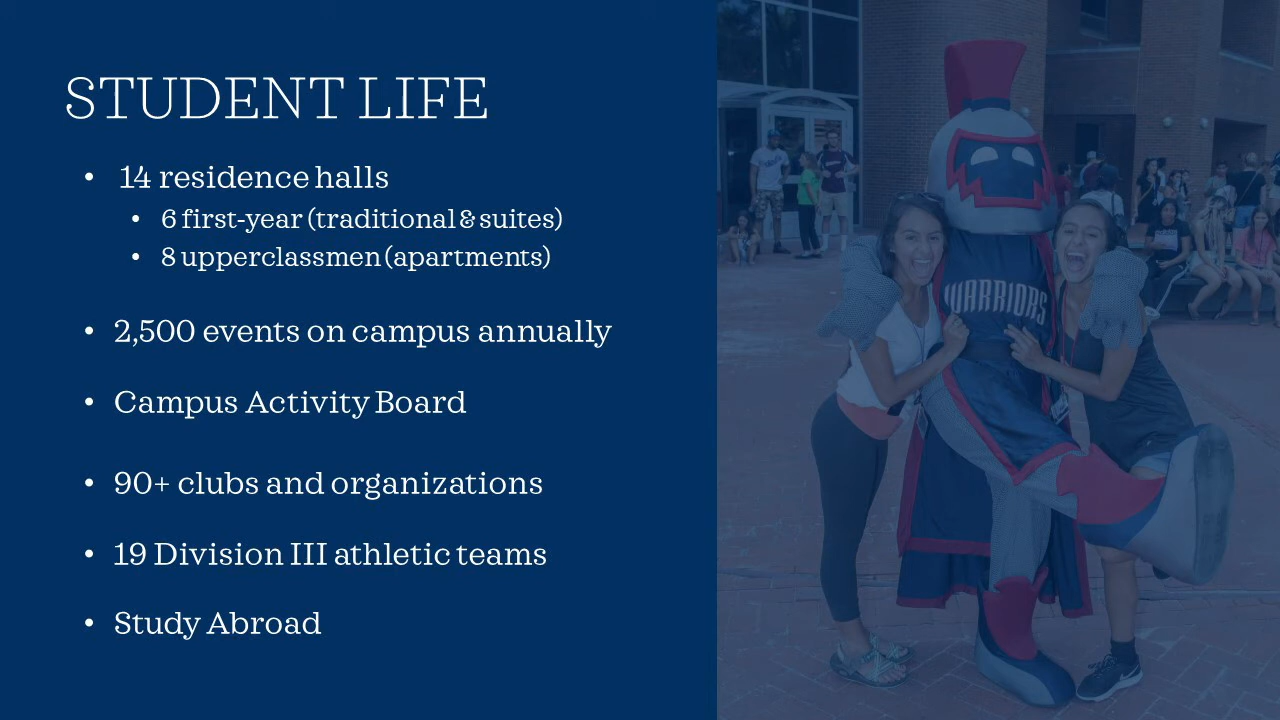 STUDENT LIFE
• 14 residence halls
• 6 first-year (traditional & suites)
• 8 upperclassmen (apartments)
• 2,500 events on campus annually
• Campus Activity Board
• 90+ clubs and organizations
• 19 Division III athletic teams
• Study Abroad
WARRIORS